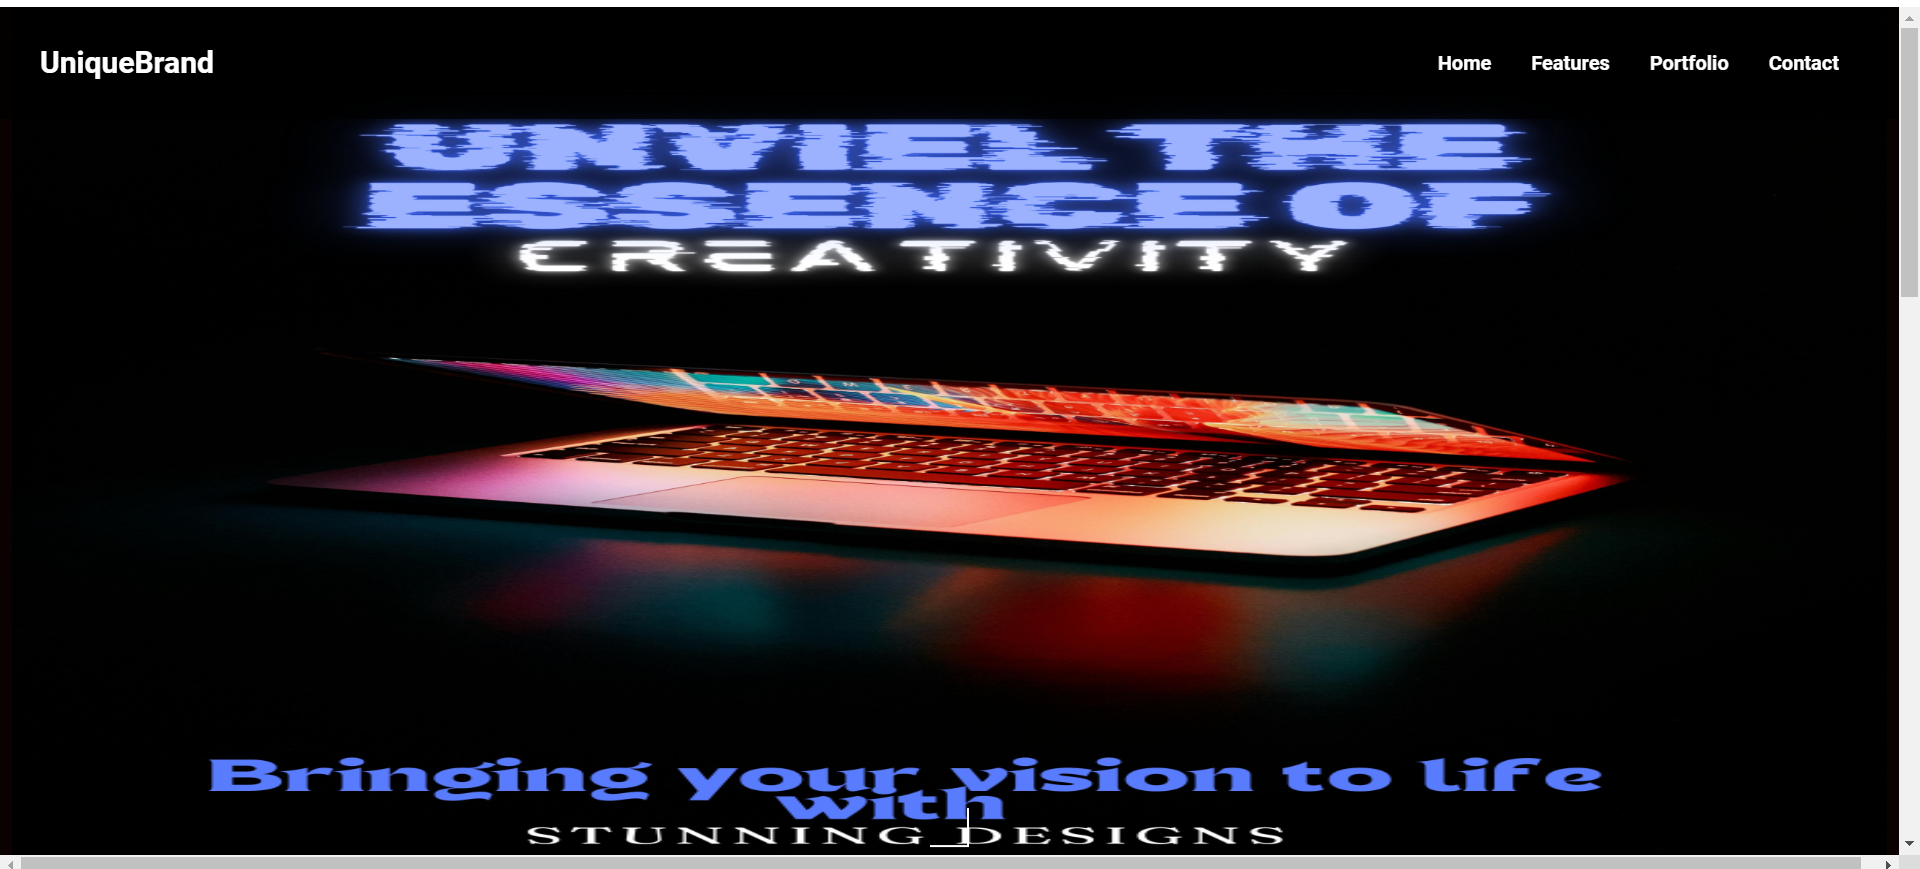 UniqueBrand
Home Features Portfolio Contact
UNVIEL THE
ESSENCE OF
CREATIVITY
Bringing your vision to life
with
STUNNING DESIGNS